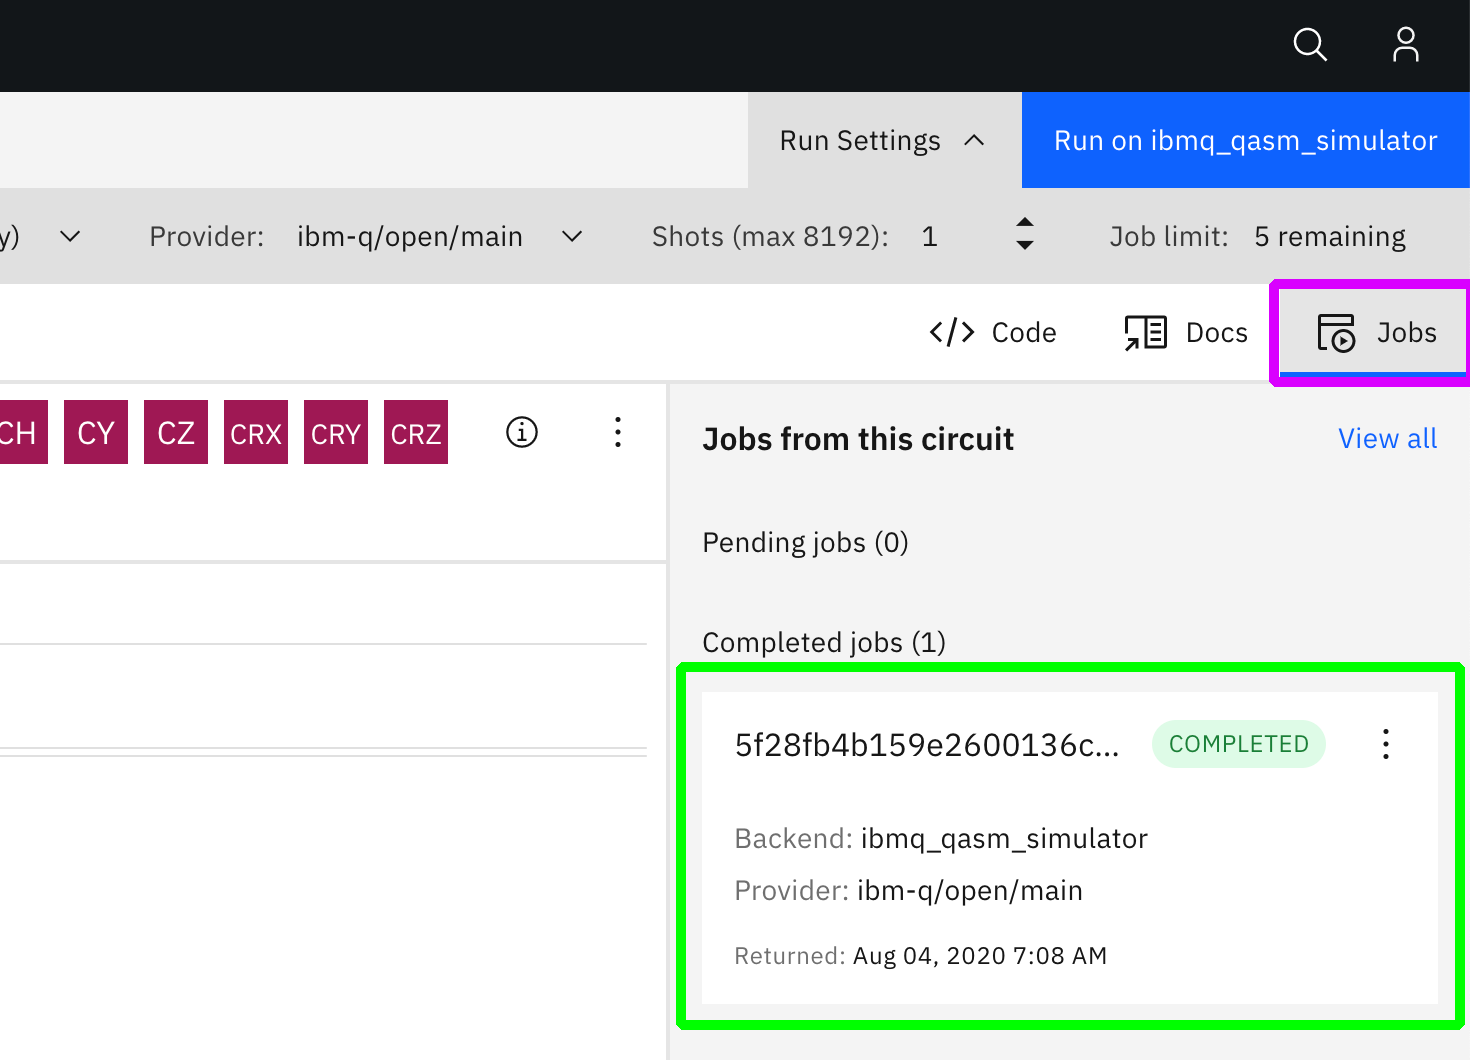 Run Settings Run on ibmq_qasm_simulator
y) Provider: ibm-q/open/main Shots (max 8192): 1 Job limit: 5 remaining
</> Code Docs Jobs
CH CY CZ CRX CRY CRZ
Jobs from this circuit View all
Pending jobs (0)
Completed jobs (1)
5f28fb4b159e2600136c... COMPLETED
Backend: ibmq_qasm_simulator
Provider: ibm-q/open/main
Returned: Aug 04, 2020 7:08 AM